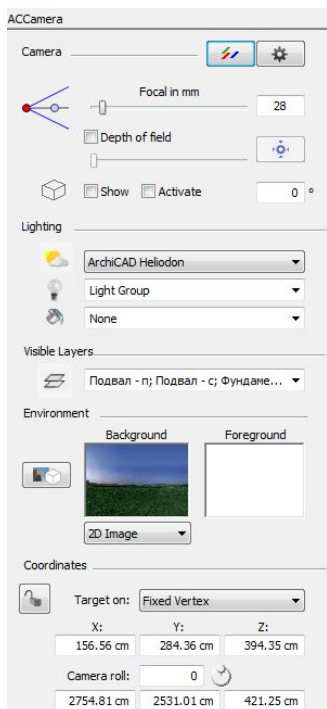 ACCamera
Camera
Focal in mm
28
Depth of field
Show Activate 0 °
Lighting
ArchiCAD Heliodon
Light Group
None
Visible Layers
Подвал - п; Подвал - с; Фундаме...
Environment
Background Foreground
2D Image
Coordinates
Target on: Fixed Vertex
X: Y: Z:
156.56 cm 284.36 cm 394.35 cm
Camera roll: 0
2754.81 cm 2531.01 cm 421.25 cm